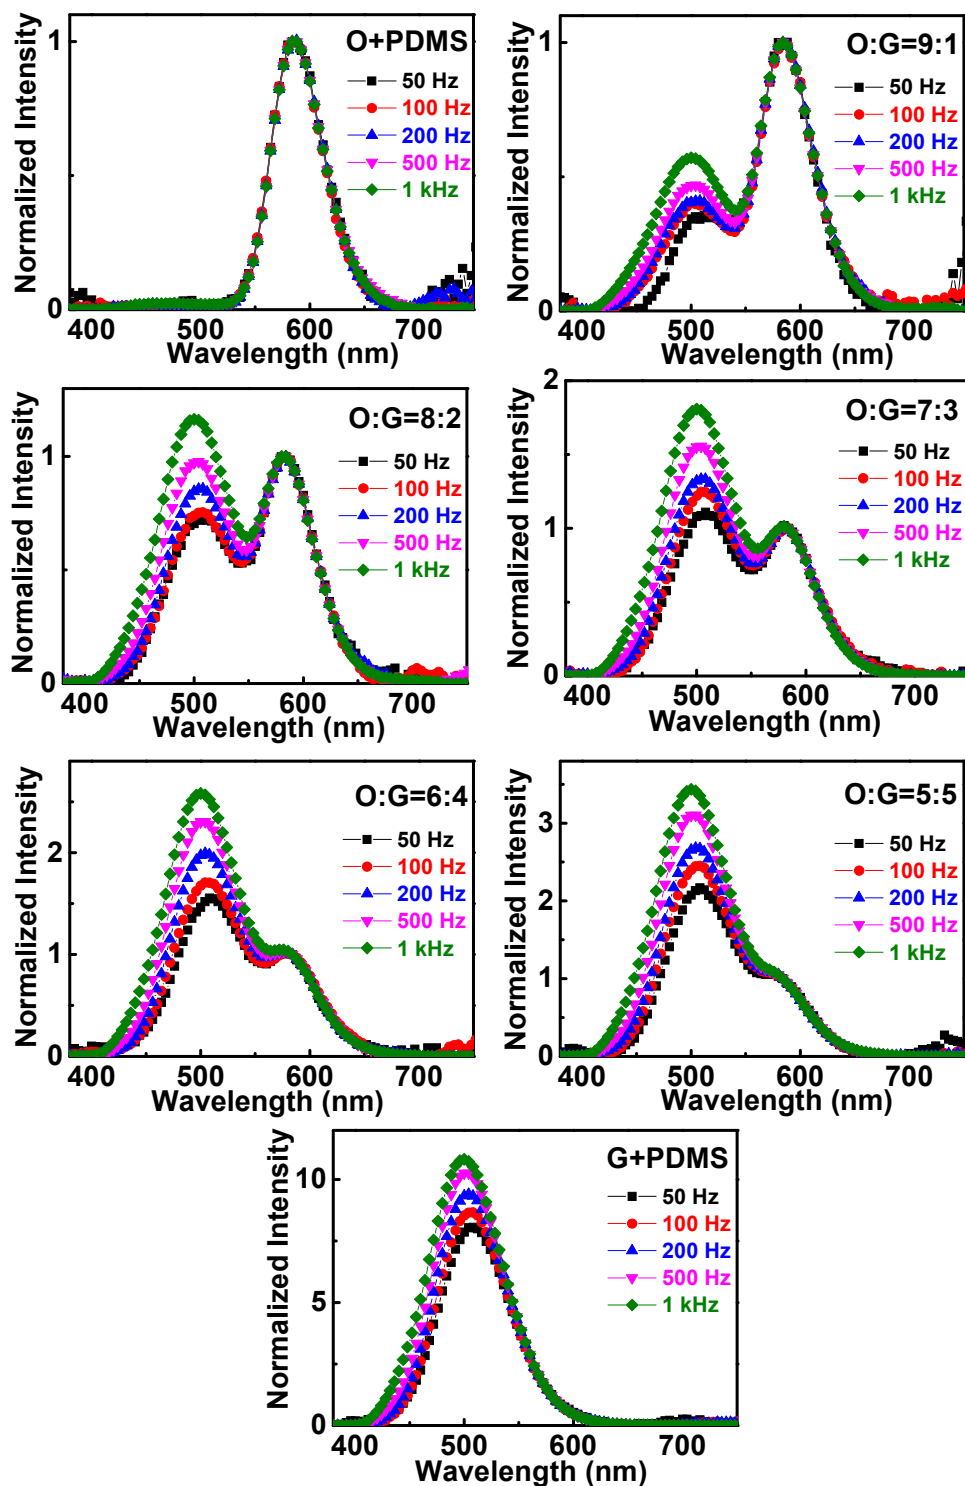 O+PDMS
50 Hz
100 Hz
200 Hz
500 Hz
1 kHz
Normalized Intensity
1
0
400 500 600 700
Wavelength (nm)
O:G=9:1
50 Hz
100 Hz
200 Hz
500 Hz
1 kHz
Normalized Intensity
1
0
400 500 600 700
Wavelength (nm)
O:G=8:2
50 Hz
100 Hz
200 Hz
500 Hz
1 kHz
Normalized Intensity
1
0
400 500 600 700
Wavelength (nm)
O:G=7:3
50 Hz
100 Hz
200 Hz
500 Hz
1 kHz
Normalized Intensity
2
1
0
400 500 600 700
Wavelength (nm)
O:G=6:4
50 Hz
100 Hz
200 Hz
500 Hz
1 kHz
Normalized Intensity
2
1
0
400 500 600 700
Wavelength (nm)
O:G=5:5
50 Hz
100 Hz
200 Hz
500 Hz
1 kHz
Normalized Intensity
3
2
1
0
400 500 600 700
Wavelength (nm)
G+PDMS
50 Hz
100 Hz
200 Hz
500 Hz
1 kHz
Normalized Intensity
10
5
0
400 500 600 700
Wavelength (nm)